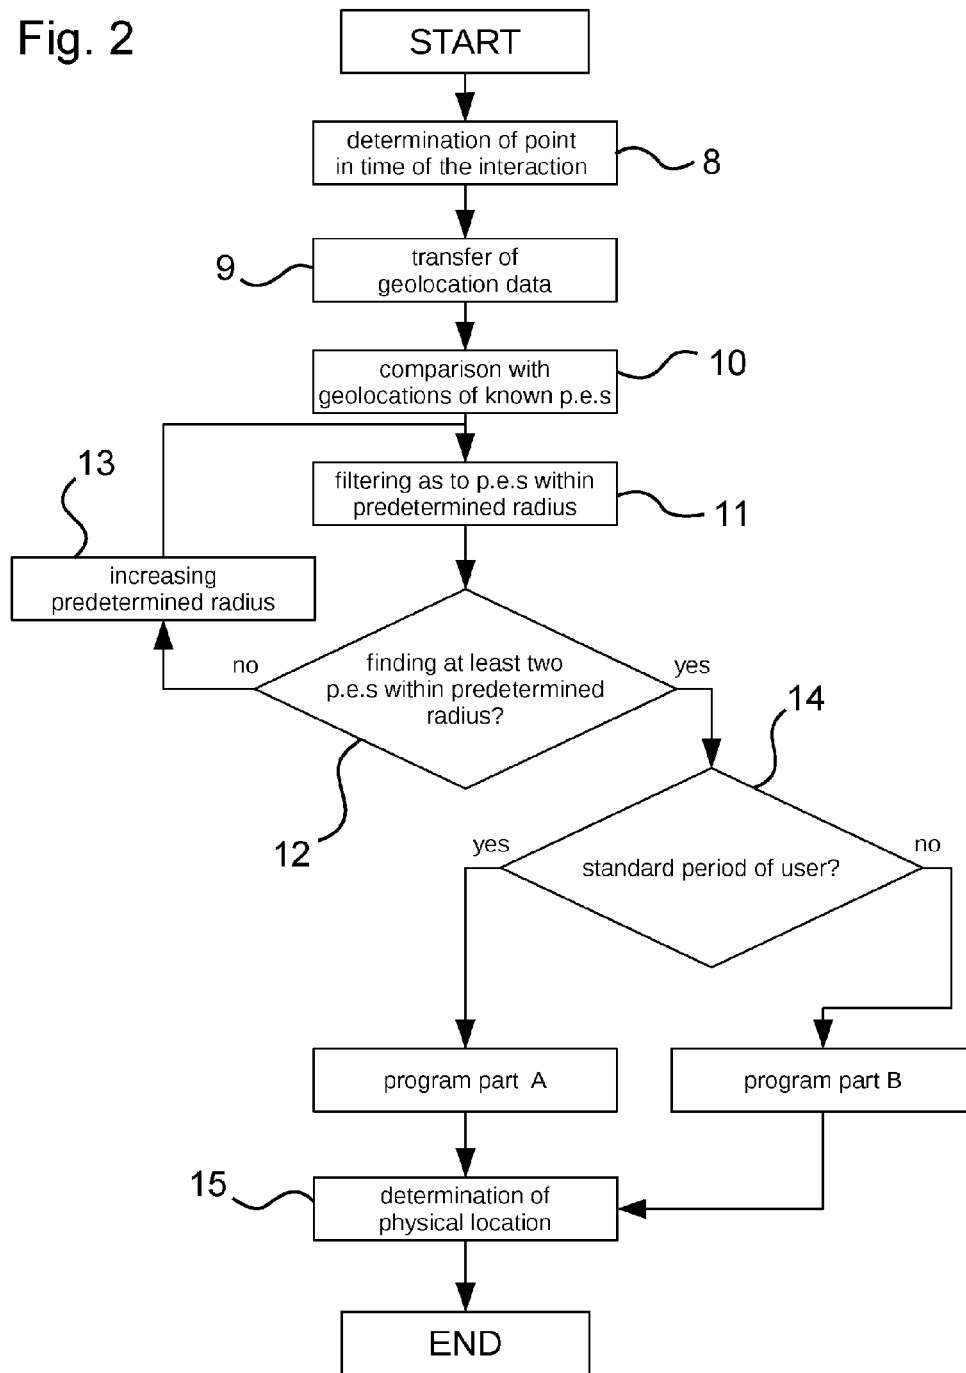 Fig. 2
START
determination of point
in time of the interaction
8
transfer of
geolocation data
9
comparison with
geolocations of known p.e.s
10
filtering as to p.e.s within
predetermined radius
11
13
increasing
predetermined radius
finding at least two
p.e.s within predetermined
radius?
no
yes
12
14
standard period of user?
yes
no
program part A
program part B
15
determination of
physical location
END